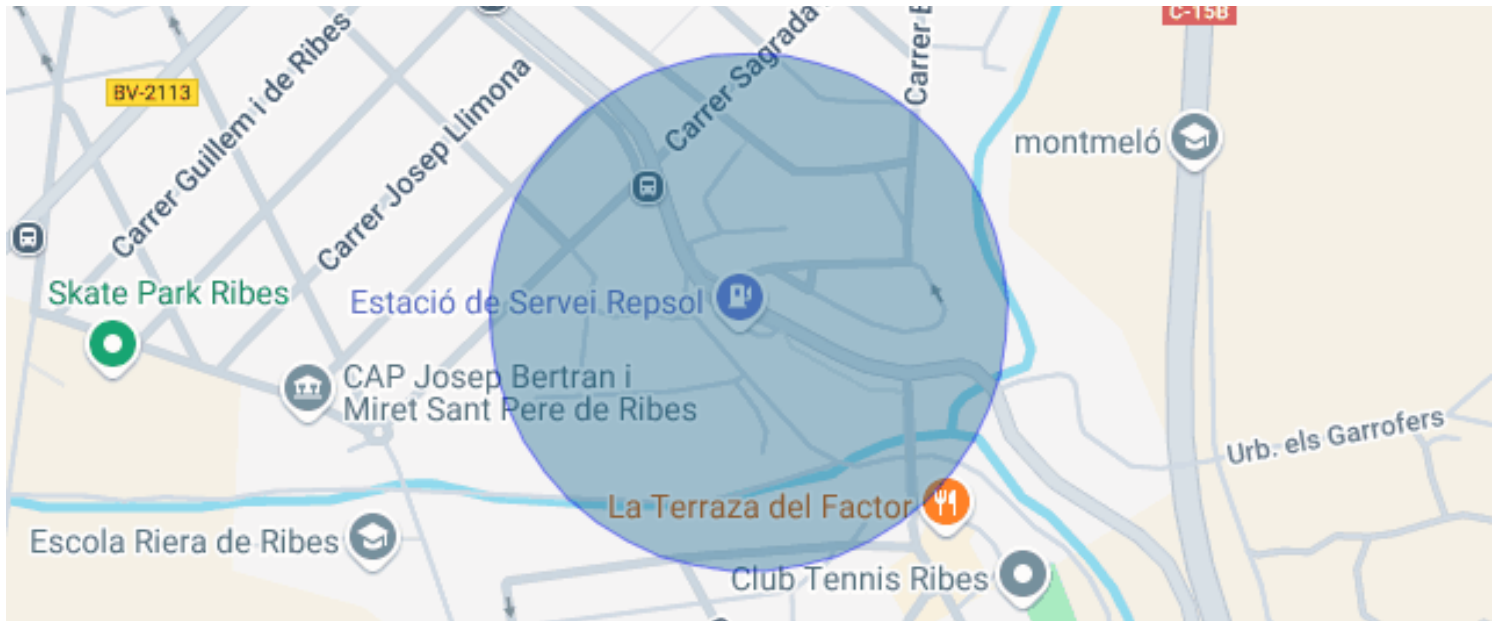 C-15B
BV-2113
Carrer Guillem i de Ribes
Carrer Josep Llimona
Carrer Sagrada
Carrer
montmeló
Skate Park Ribes
Estació de Servei Repsol
CAP Josep Bertran i
Miret Sant Pere de Ribes
Urb. els Garrofers
La Terraza del Factor
Escola Riera de Ribes
Club Tennis Ribes